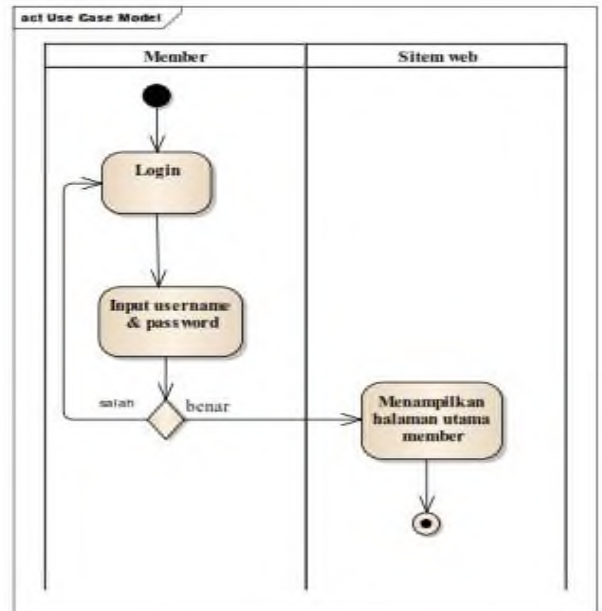 act Use Case Model
Member
Sitem web
Login
Input username
& password
salah
benar
Menampilkan
halaman utama
member